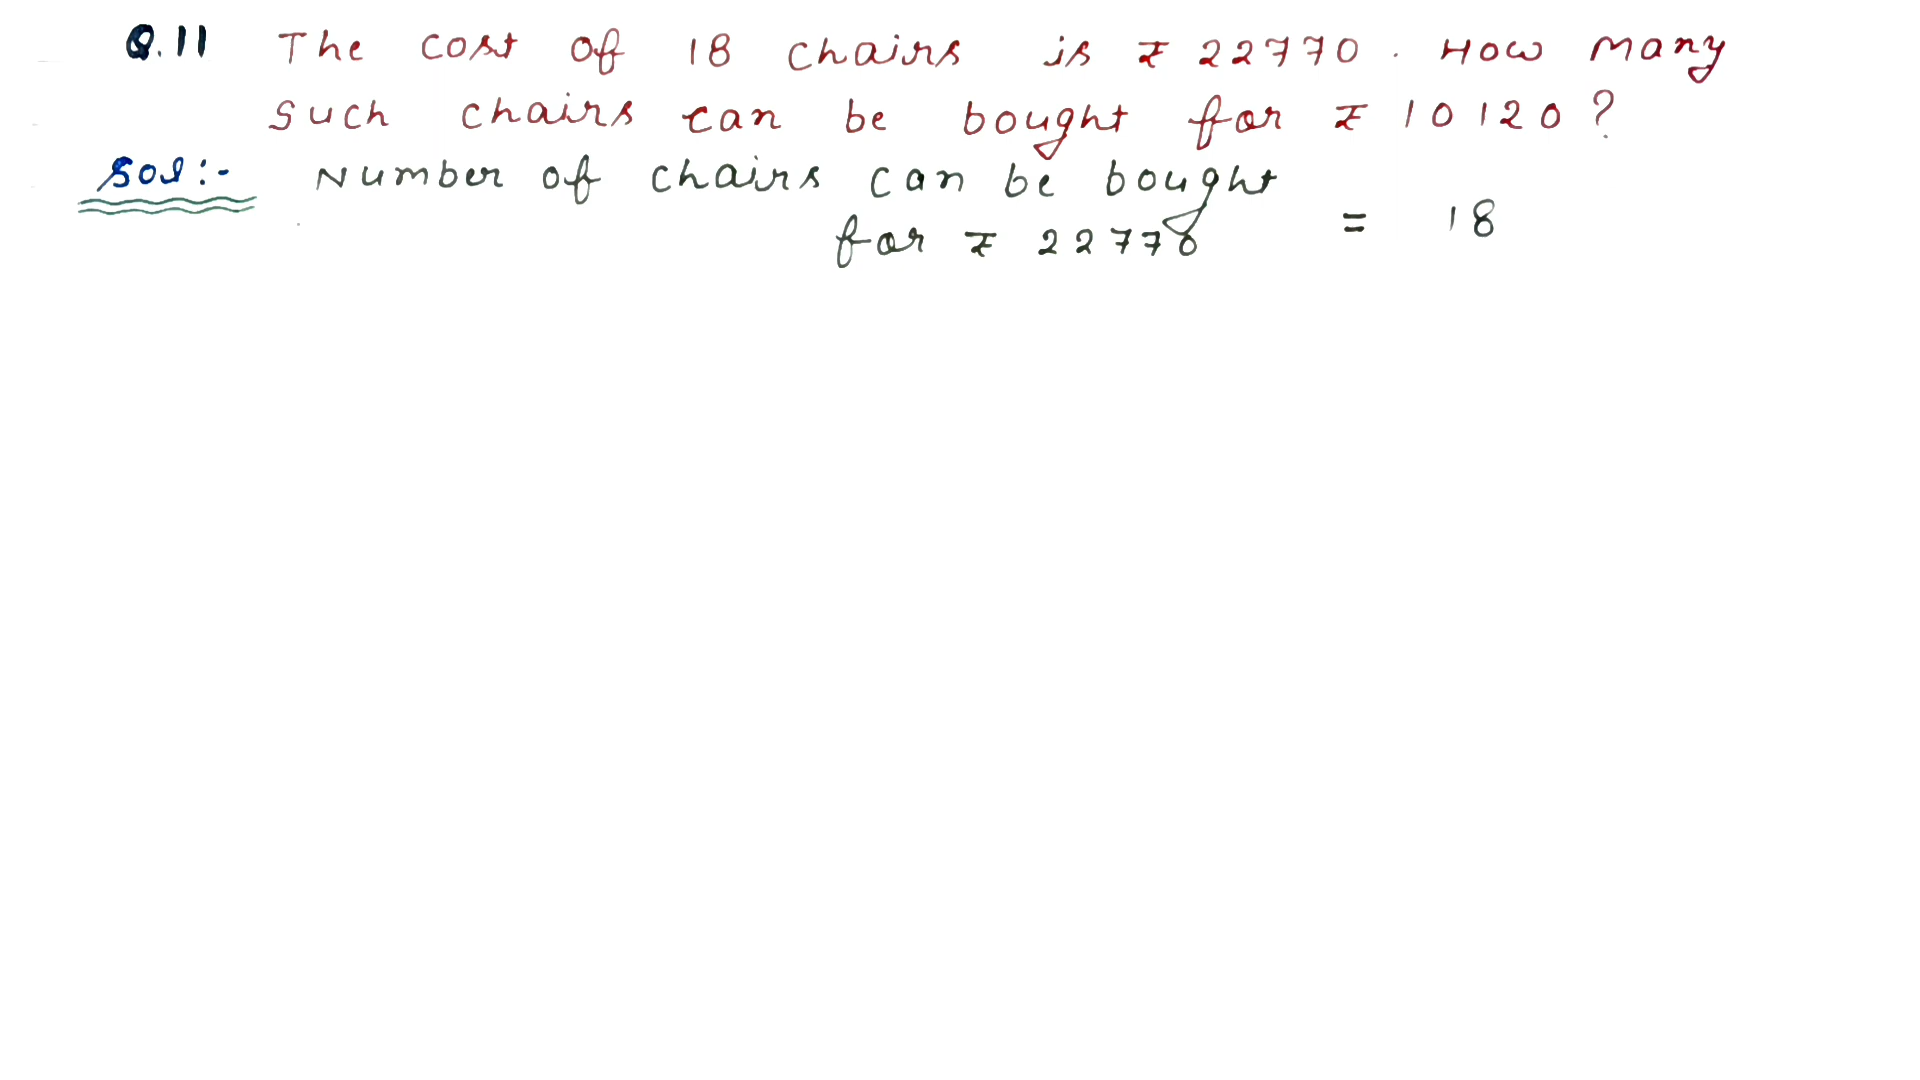 Q.11 The cost of 18 chairs is ₹ 22770. How many
such chairs can be bought for ₹ 10120?
Sol:- Number of chairs can be bought
for ₹ 22770 = 18